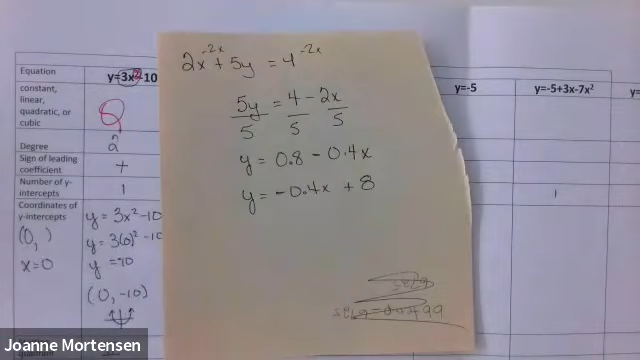 2x⁻²ˣ + 5y = 4⁻²ˣ
5y/5 = 4/5 - 2x/5
y = 0.8 - 0.4x
y = -0.4x + 8
Equation
y=3x²-10
y=-5
y=-5+3x-7x²
constant, linear, quadratic, or cubic
Q
Degree
2
Sign of leading coefficient
+
Number of y-intercepts
1
1
Coordinates of y-intercepts
(0, )
x=0
y = 3x²-10
y = 3(0)²-10
y = -10
(0, -10)
Joanne Mortensen